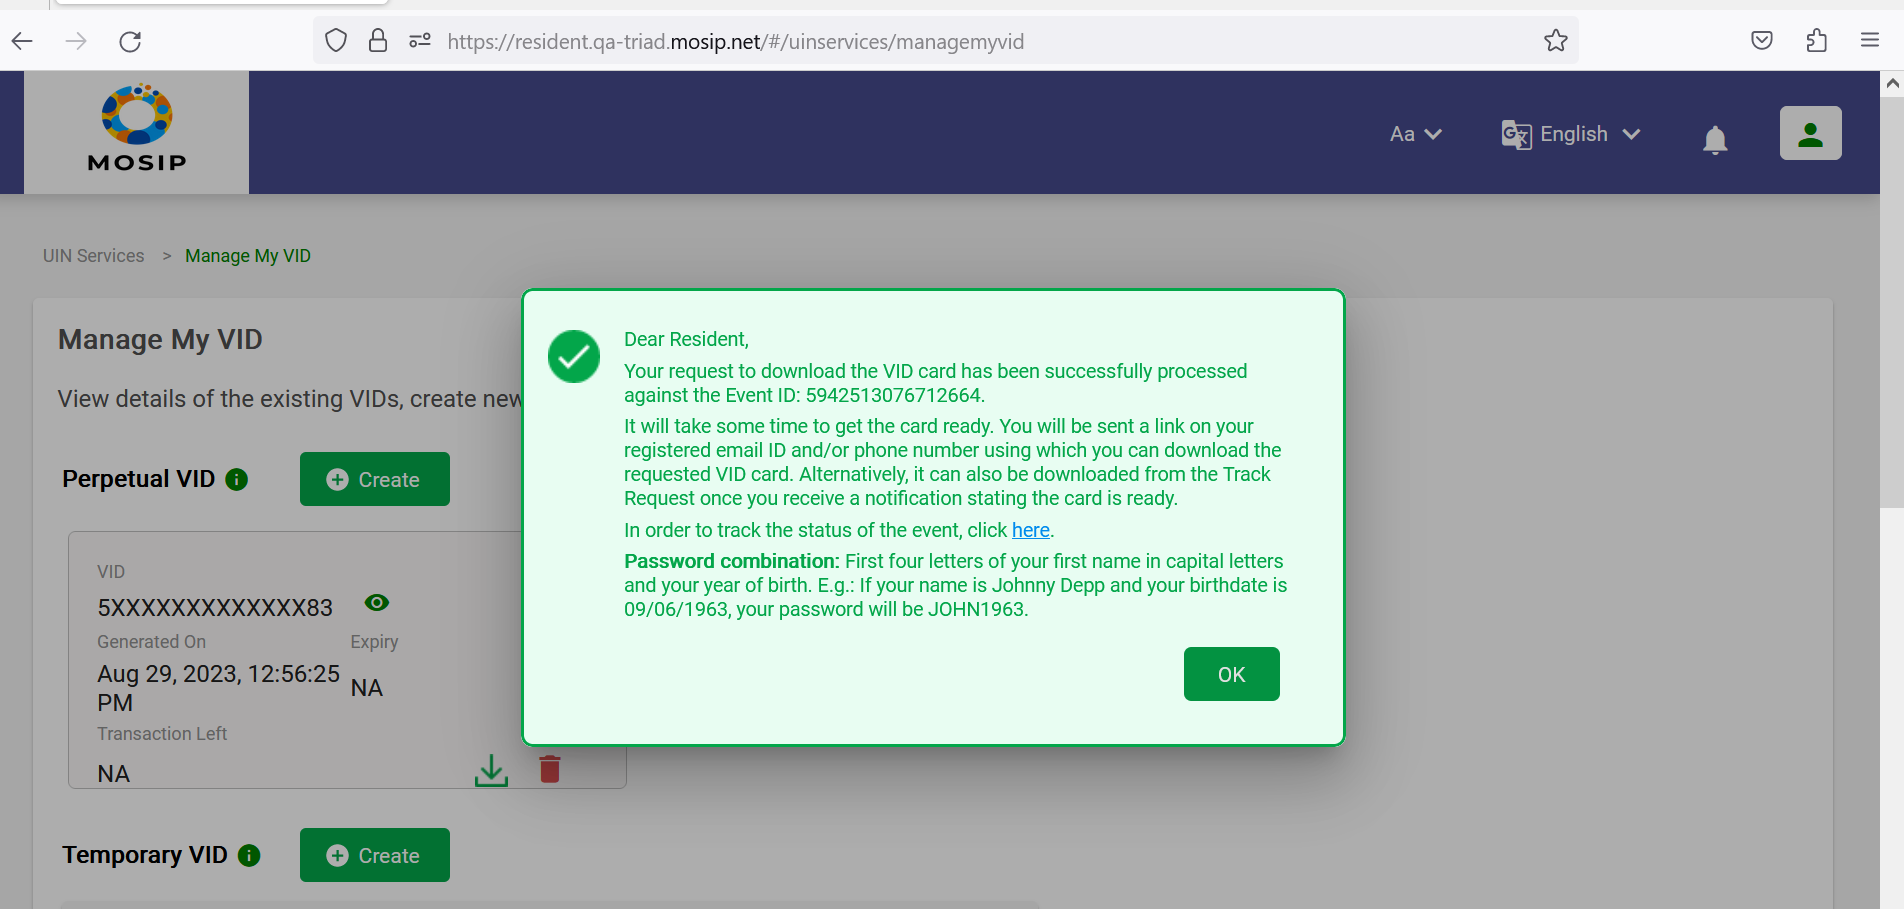 https://resident.qa-triad.mosip.net/#/uinservices/managemyvid
MOSIP
Aa
English
UIN Services > Manage My VID
Manage My VID
View details of the existing VIDs, create new
Perpetual VID
Create
VID
5XXXXXXXXXXXXX83
Generated On
Expiry
Aug 29, 2023, 12:56:25
PM
NA
Transaction Left
NA
Temporary VID
Create
Dear Resident,
Your request to download the VID card has been successfully processed
against the Event ID: 5942513076712664.
It will take some time to get the card ready. You will be sent a link on your
registered email ID and/or phone number using which you can download the
requested VID card. Alternatively, it can also be downloaded from the Track
Request once you receive a notification stating the card is ready.
In order to track the status of the event, click here.
Password combination: First four letters of your first name in capital letters
and your year of birth. E.g.: If your name is Johnny Depp and your birthdate is
09/06/1963, your password will be JOHN1963.
OK